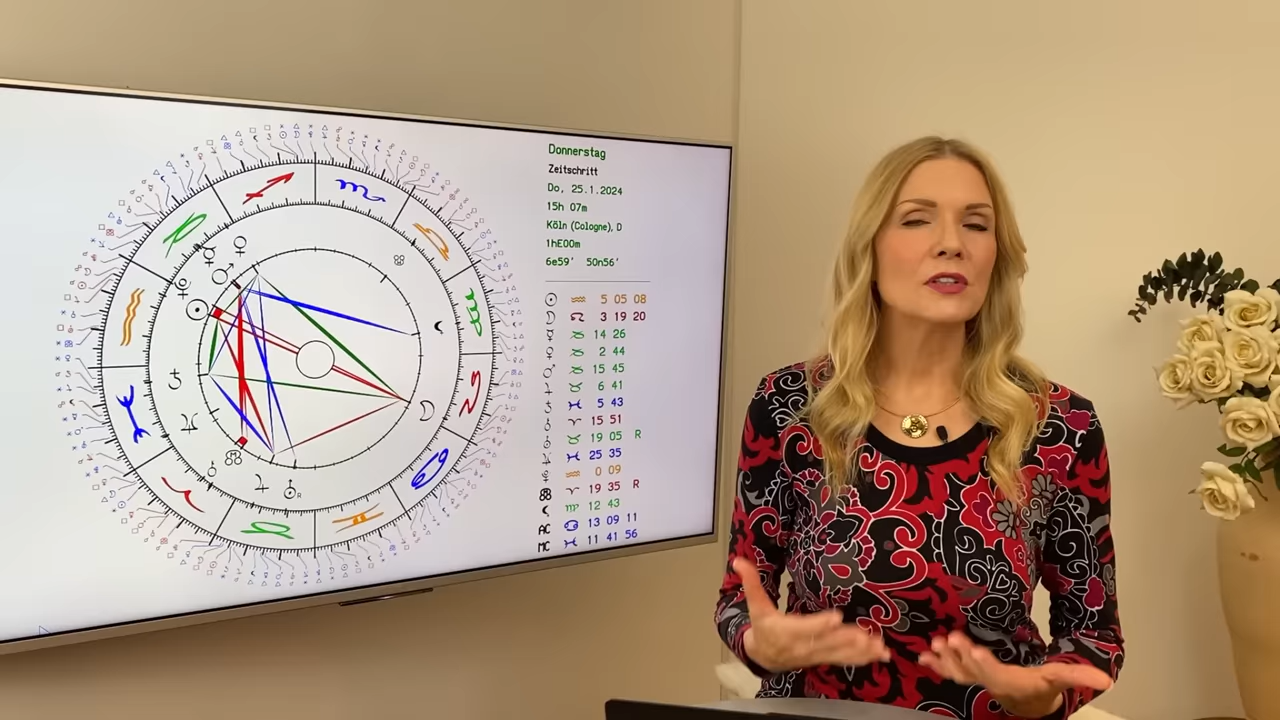 Donnerstag
Zeitschritt
Do, 25.1.2024
15h 07m
Köln (Cologne), D
1hE00m
6e59' 50n56'
☉ ♒ 5 05 08
☽ ♌ 3 19 20
☿ ♑ 14 26
♀ ♑ 2 44
♂ ♑ 15 45
♃ ♉ 6 41
♄ ♓ 5 43
⚷ ♈ 15 51
♅ ♉ 19 05 R
♆ ♓ 25 35
♇ ♒ 0 09
☊ ♈ 19 35 R
⚸ ♍ 12 43
AC ♋ 13 09 11
MC ♓ 11 41 56